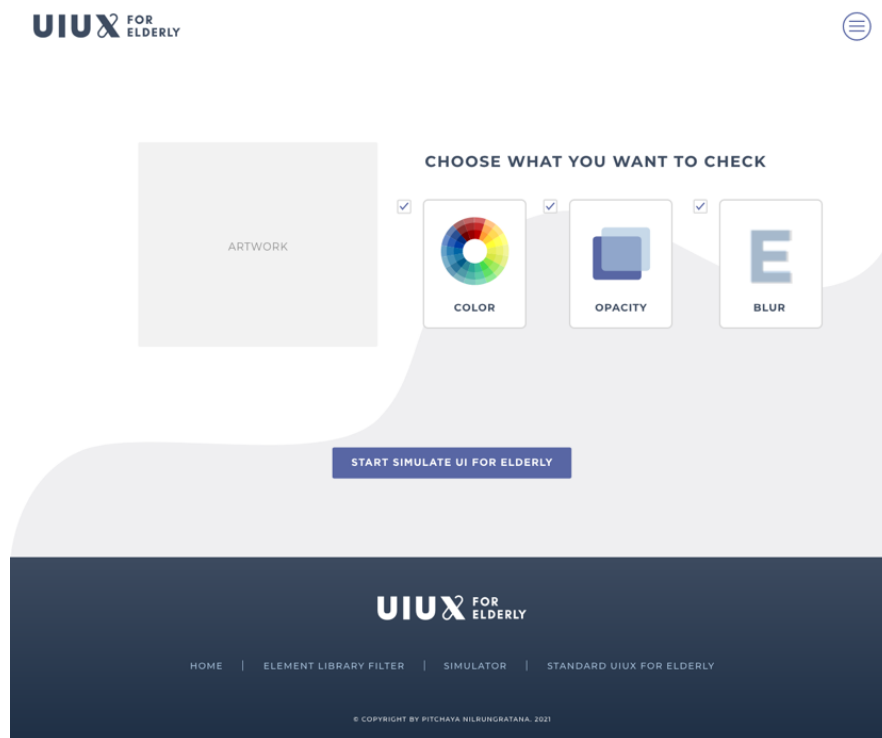 UIUX FOR
ELDERLY
CHOOSE WHAT YOU WANT TO CHECK
ARTWORK
E
COLOR
OPACITY
BLUR
START SIMULATE UI FOR ELDERLY
UIUX FOR
ELDERLY
HOME | ELEMENT LIBRARY FILTER | SIMULATOR | STANDARD UIUX FOR ELDERLY
© COPYRIGHT BY PITCHAYA NILRUNGRATANA. 2021